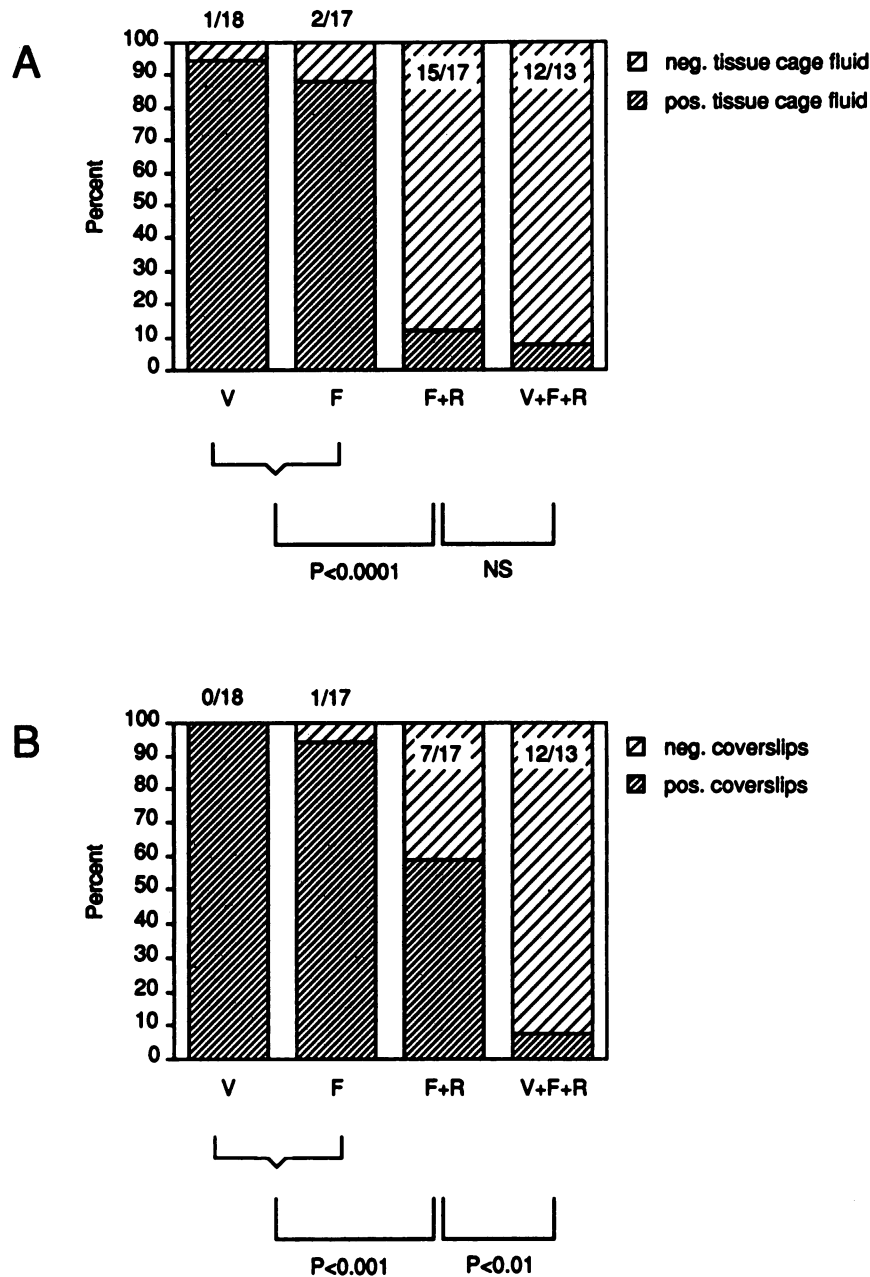 A
1/18 2/17
100
90
80
70
60
50
40
30
20
10
0
Percent
15/17 12/13
neg. tissue cage fluid
pos. tissue cage fluid
V F F+R V+F+R
P<0.0001 NS
B
0/18 1/17
100
90
80
70
60
50
40
30
20
10
0
Percent
7/17 12/13
neg. coverslips
pos. coverslips
V F F+R V+F+R
P<0.001 P<0.01